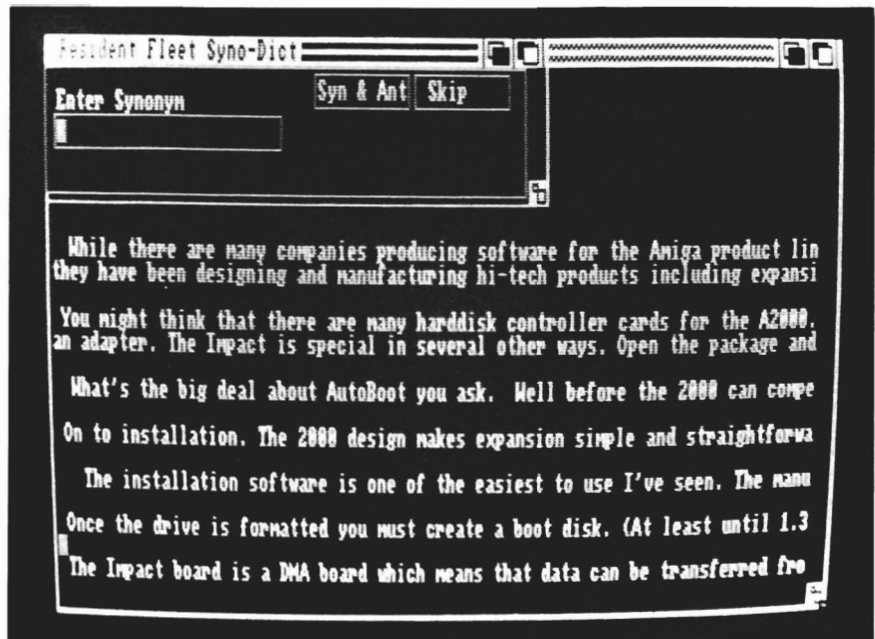 Resident Fleet Syno-Dict
Syn & Ant Skip
Enter Synonym
While there are many companies producing software for the Amiga product lin
they have been designing and manufacturing hi-tech products including expansi
You might think that there are many harddisk controller cards for the A2000.
an adapter. The Impact is special in several other ways. Open the package and
What's the big deal about AutoBoot you ask. Well before the 2000 can compe
On to installation. The 2000 design makes expansion simple and straightforwa
The installation software is one of the easiest to use I've seen. The manu
Once the drive is formatted you must create a boot disk. (At least until 1.3
The Impact board is a DMA board which means that data can be transferred fro